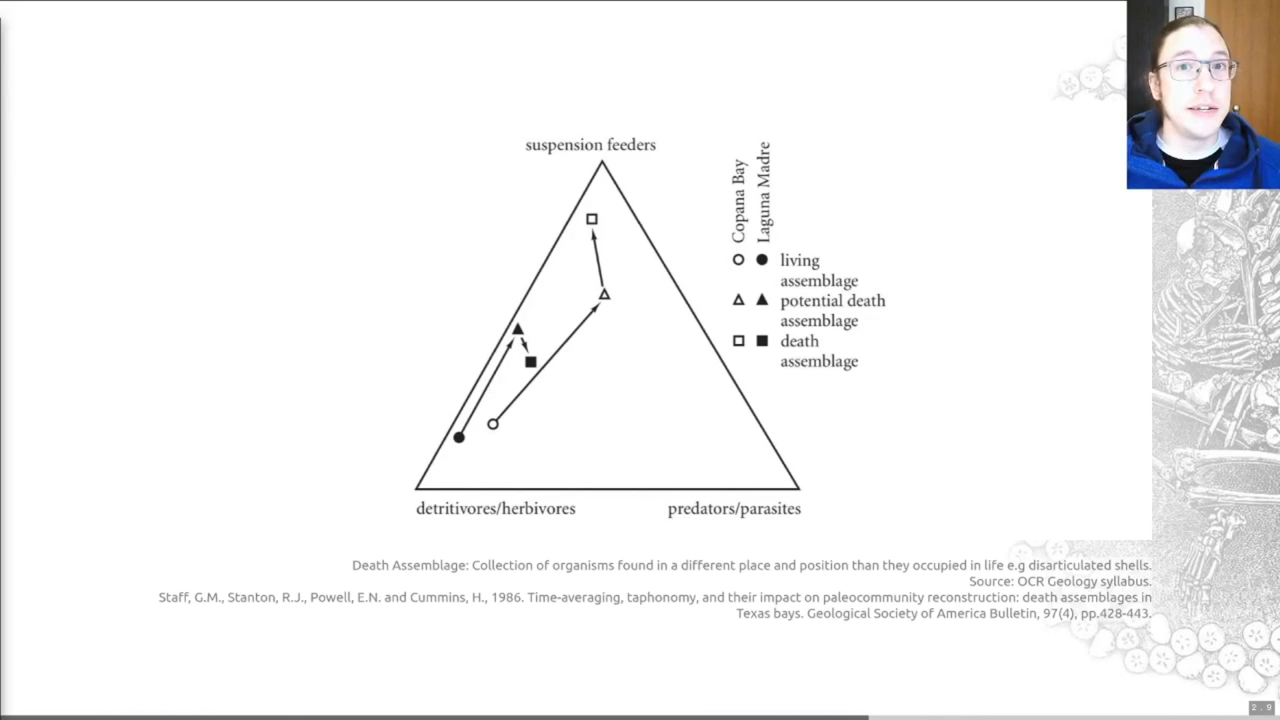 suspension feeders
Copana Bay
Laguna Madre
living
assemblage
potential death
assemblage
death
assemblage
detritivores/herbivores
predators/parasites
Death Assemblage: Collection of organisms found in a different place and position than they occupied in life e.g disarticulated shells.
Source: OCR Geology syllabus.
Staff, G.M., Stanton, R.J., Powell, E.N. and Cummins, H., 1986. Time-averaging, taphonomy, and their impact on paleocommunity reconstruction: death assemblages in
Texas bays. Geological Society of America Bulletin, 97(4), pp.428-443.
2.9